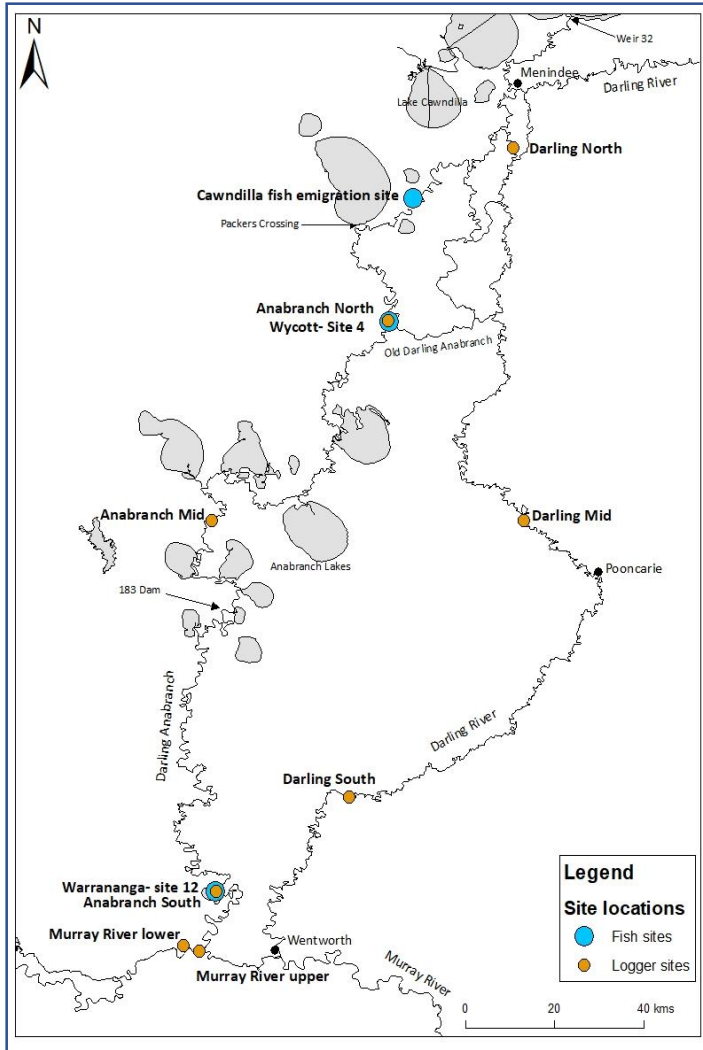 N
Weir 32
Menindee
Darling River
Lake Cawndilla
Darling North
Cawndilla fish emigration site
Packers Crossing
Anabranch North
Wycott- Site 4
Old Darling Anabranch
Anabranch Mid
Darling Mid
Anabranch Lakes
Pooncarie
183 Dam
Darling Anabranch
Darling River
Darling South
Warrananga- site 12
Anabranch South
Murray River lower
Wentworth
Murray River upper
Murray River
Legend
Site locations
Fish sites
Logger sites
0 20 40 kms